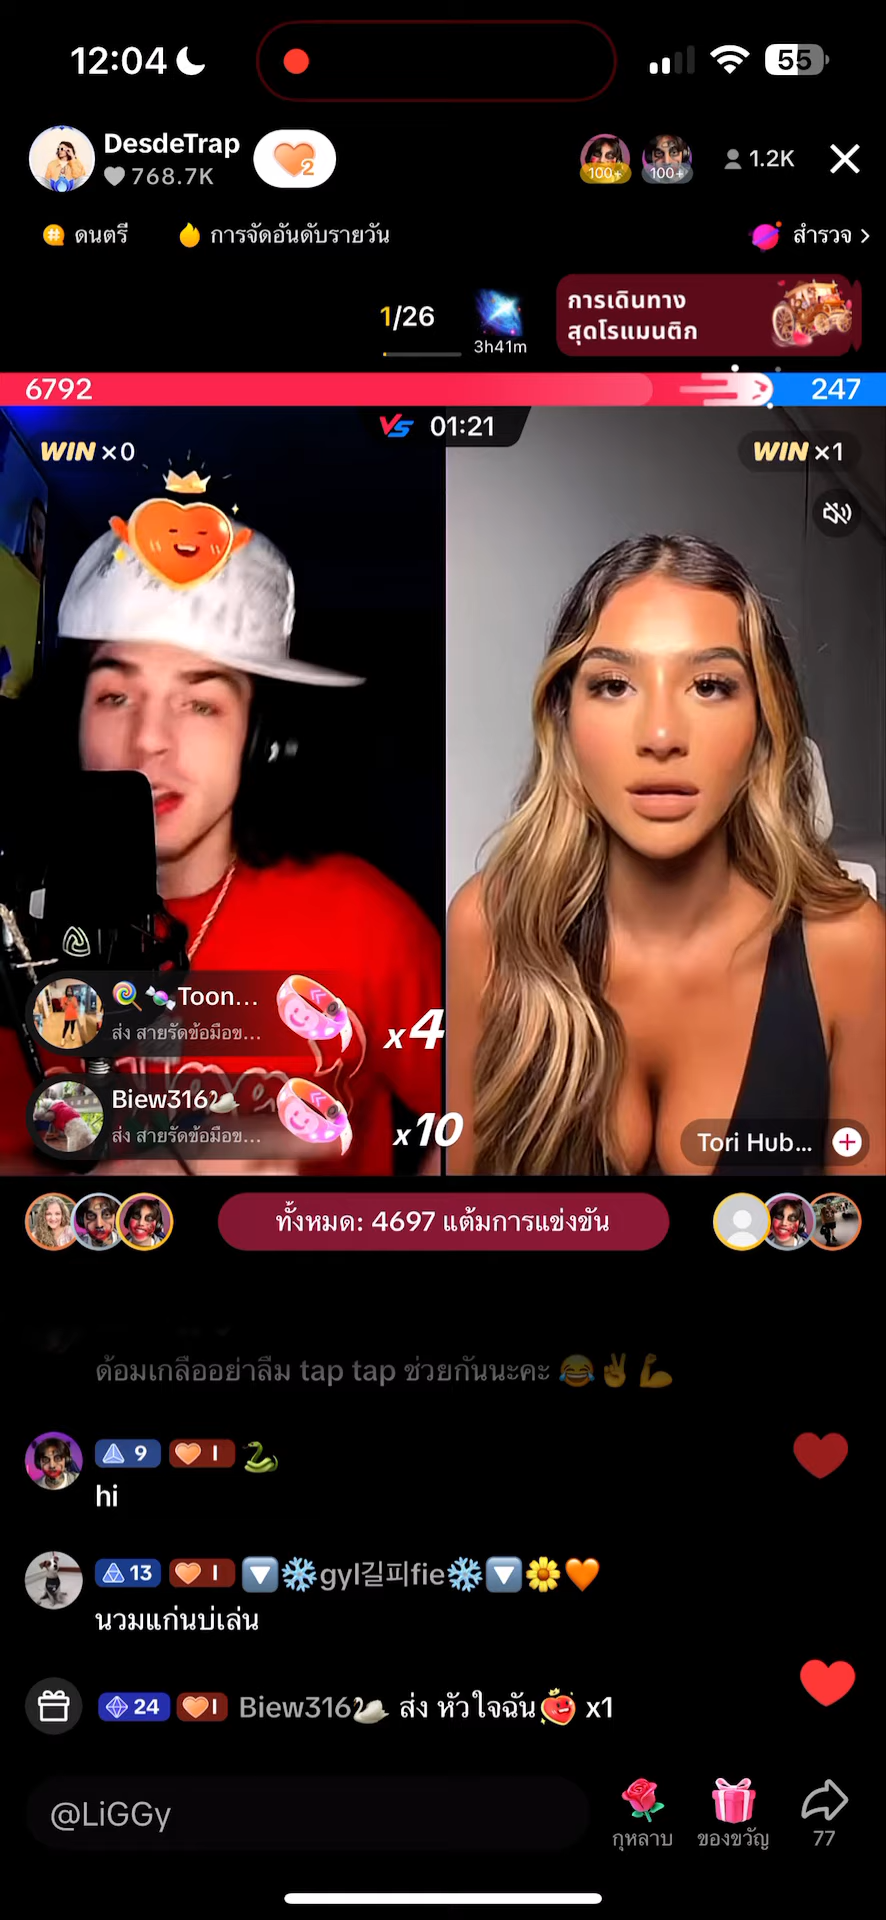 12:04
55
DesdeTrap
768.7K
2
100+
100+
1.2K
ดนตรี
การจัดอันดับรายวัน
สำรวจ >
1/26
3h41m
การเดินทาง
สุดโรแมนติก
6792
247
VS 01:21
WIN ×0
WIN ×1
Toon...
ส่ง สายรัดข้อมือข...
x4
Biew316
ส่ง สายรัดข้อมือข...
x10
Tori Hub...
ทั้งหมด: 4697 แต้มการแข่งขัน
ด้อมเกลืออย่าลืม tap tap ช่วยกันนะคะ 😂✌️💪
9 I 🐍
hi
13 I 🔽❄️gyl길피fie❄️🔽🌼🧡
นวมแก่นบ่เล่น
24 I Biew316🦢 ส่ง หัวใจฉัน x1
@LiGGy
กุหลาบ
ของขวัญ
77